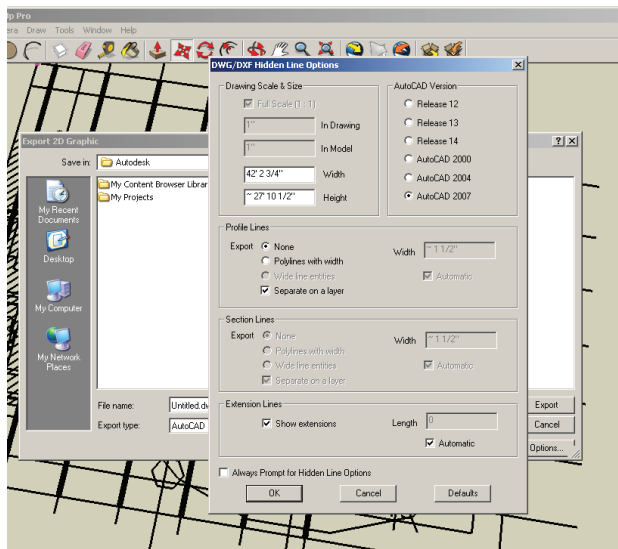 p Pro
era Draw Tools Window Help
DWG/DXF Hidden Line Options
Drawing Scale & Size
Full Scale (1 : 1)
1" In Drawing
1" In Model
42' 2 3/4" Width
~ 27' 10 1/2" Height
AutoCAD Version
Release 12
Release 13
Release 14
AutoCAD 2000
AutoCAD 2004
AutoCAD 2007
Profile Lines
Export None
Polylines with width
Wide line entities
Separate on a layer
Width ~ 1 1/2"
Automatic
Section Lines
Export None
Polylines with width
Wide line entities
Separate on a layer
Width ~ 1 1/2"
Automatic
Extension Lines
Show extensions
Length 0
Automatic
Always Prompt for Hidden Line Options
OK Cancel Defaults
Export 2D Graphic
Save in: Autodesk
My Recent
Documents
Desktop
My Computer
My Network
Places
My Content Browser Librar
My Projects
File name: Untitled.dw
Export type: AutoCAD
Export
Cancel
Options...